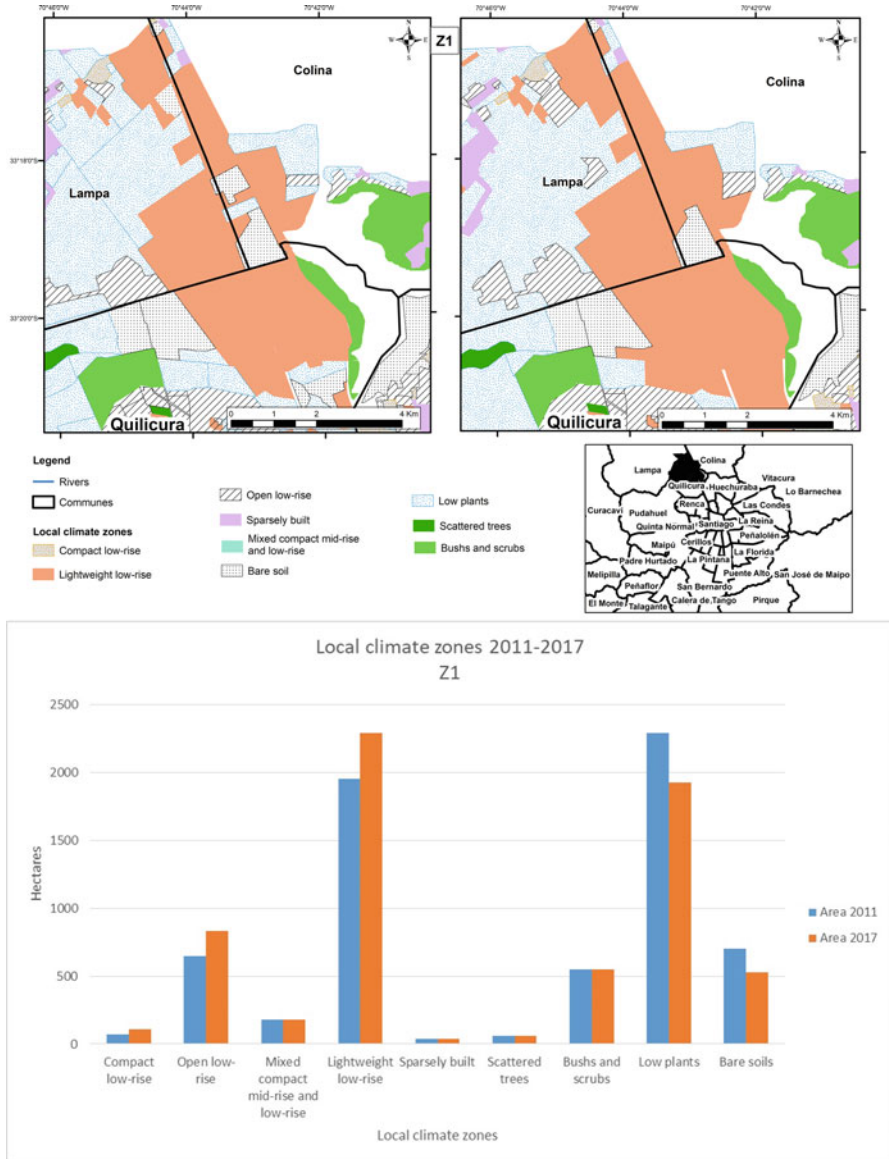 70°46'0"W
70°44'0"W
70°42'0"W
N
W
E
S
Z1
Colina
33°18'0"S
Lampa
33°20'0"S
Quilicura
0 1 2 4 Km
70°46'0"W
70°44'0"W
70°42'0"W
N
W
E
S
Colina
Lampa
Quilicura
0 1 2 4 Km
Legend
Rivers
Communes
Local climate zones
Compact low-rise
Lightweight low-rise
Open low-rise
Sparsely built
Mixed compact mid-rise
and low-rise
Bare soil
Low plants
Scattered trees
Bushs and scrubs
Lampa
Colina
Quilicura
Huechuraba
Vitacura
Lo Barnechea
Curacaví
Pudahuel
Renca
Las Condes
Quinta Normal
Santiago
La Reina
Peñalolén
Maipú
Cerillos
Padre Hurtado
La Pintana
La Florida
Melipilla
Peñaflor
San Bernardo
Puente Alto
San José de Maipo
El Monte
Talagante
Calera de Tango
Pirque
Local climate zones 2011-2017
Z1
2500
2000
1500
1000
500
0
Hectares
Compact
low-rise
Open low-
rise
Mixed
compact
mid-rise and
low-rise
Lightweight
low-rise
Sparsely built
Scattered
trees
Bushs and
scrubs
Low plants
Bare soils
Local climate zones
Area 2011
Area 2017